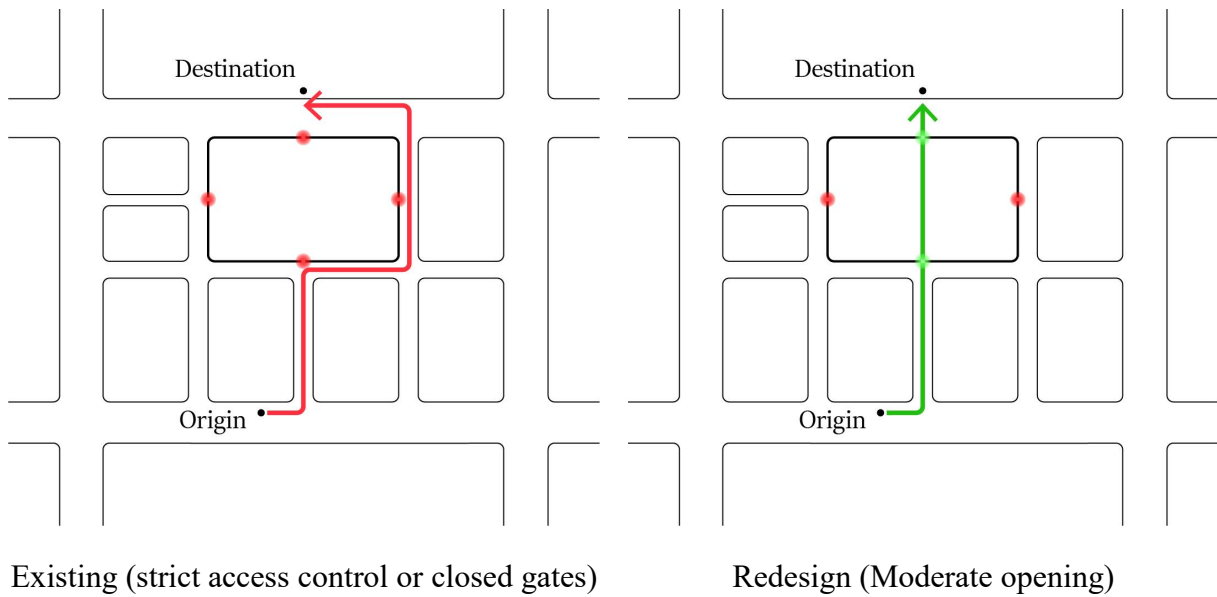 Destination
Origin
Existing (strict access control or closed gates)
Destination
Origin
Redesign (Moderate opening)